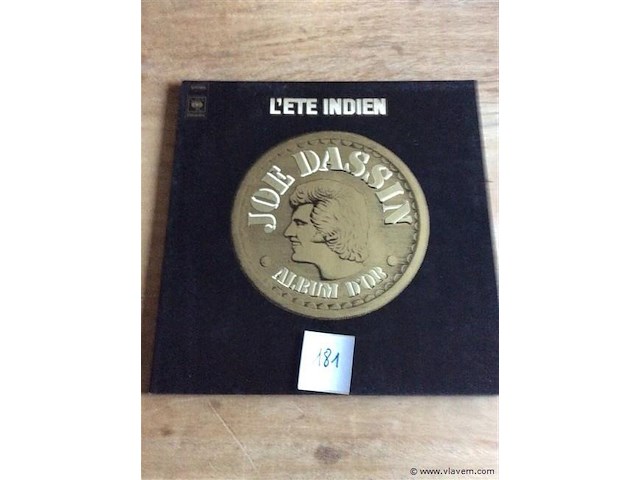 L'ETE INDIEN
JOE DASSIN
ALBUM D'OR
181
© www.vlavem.com